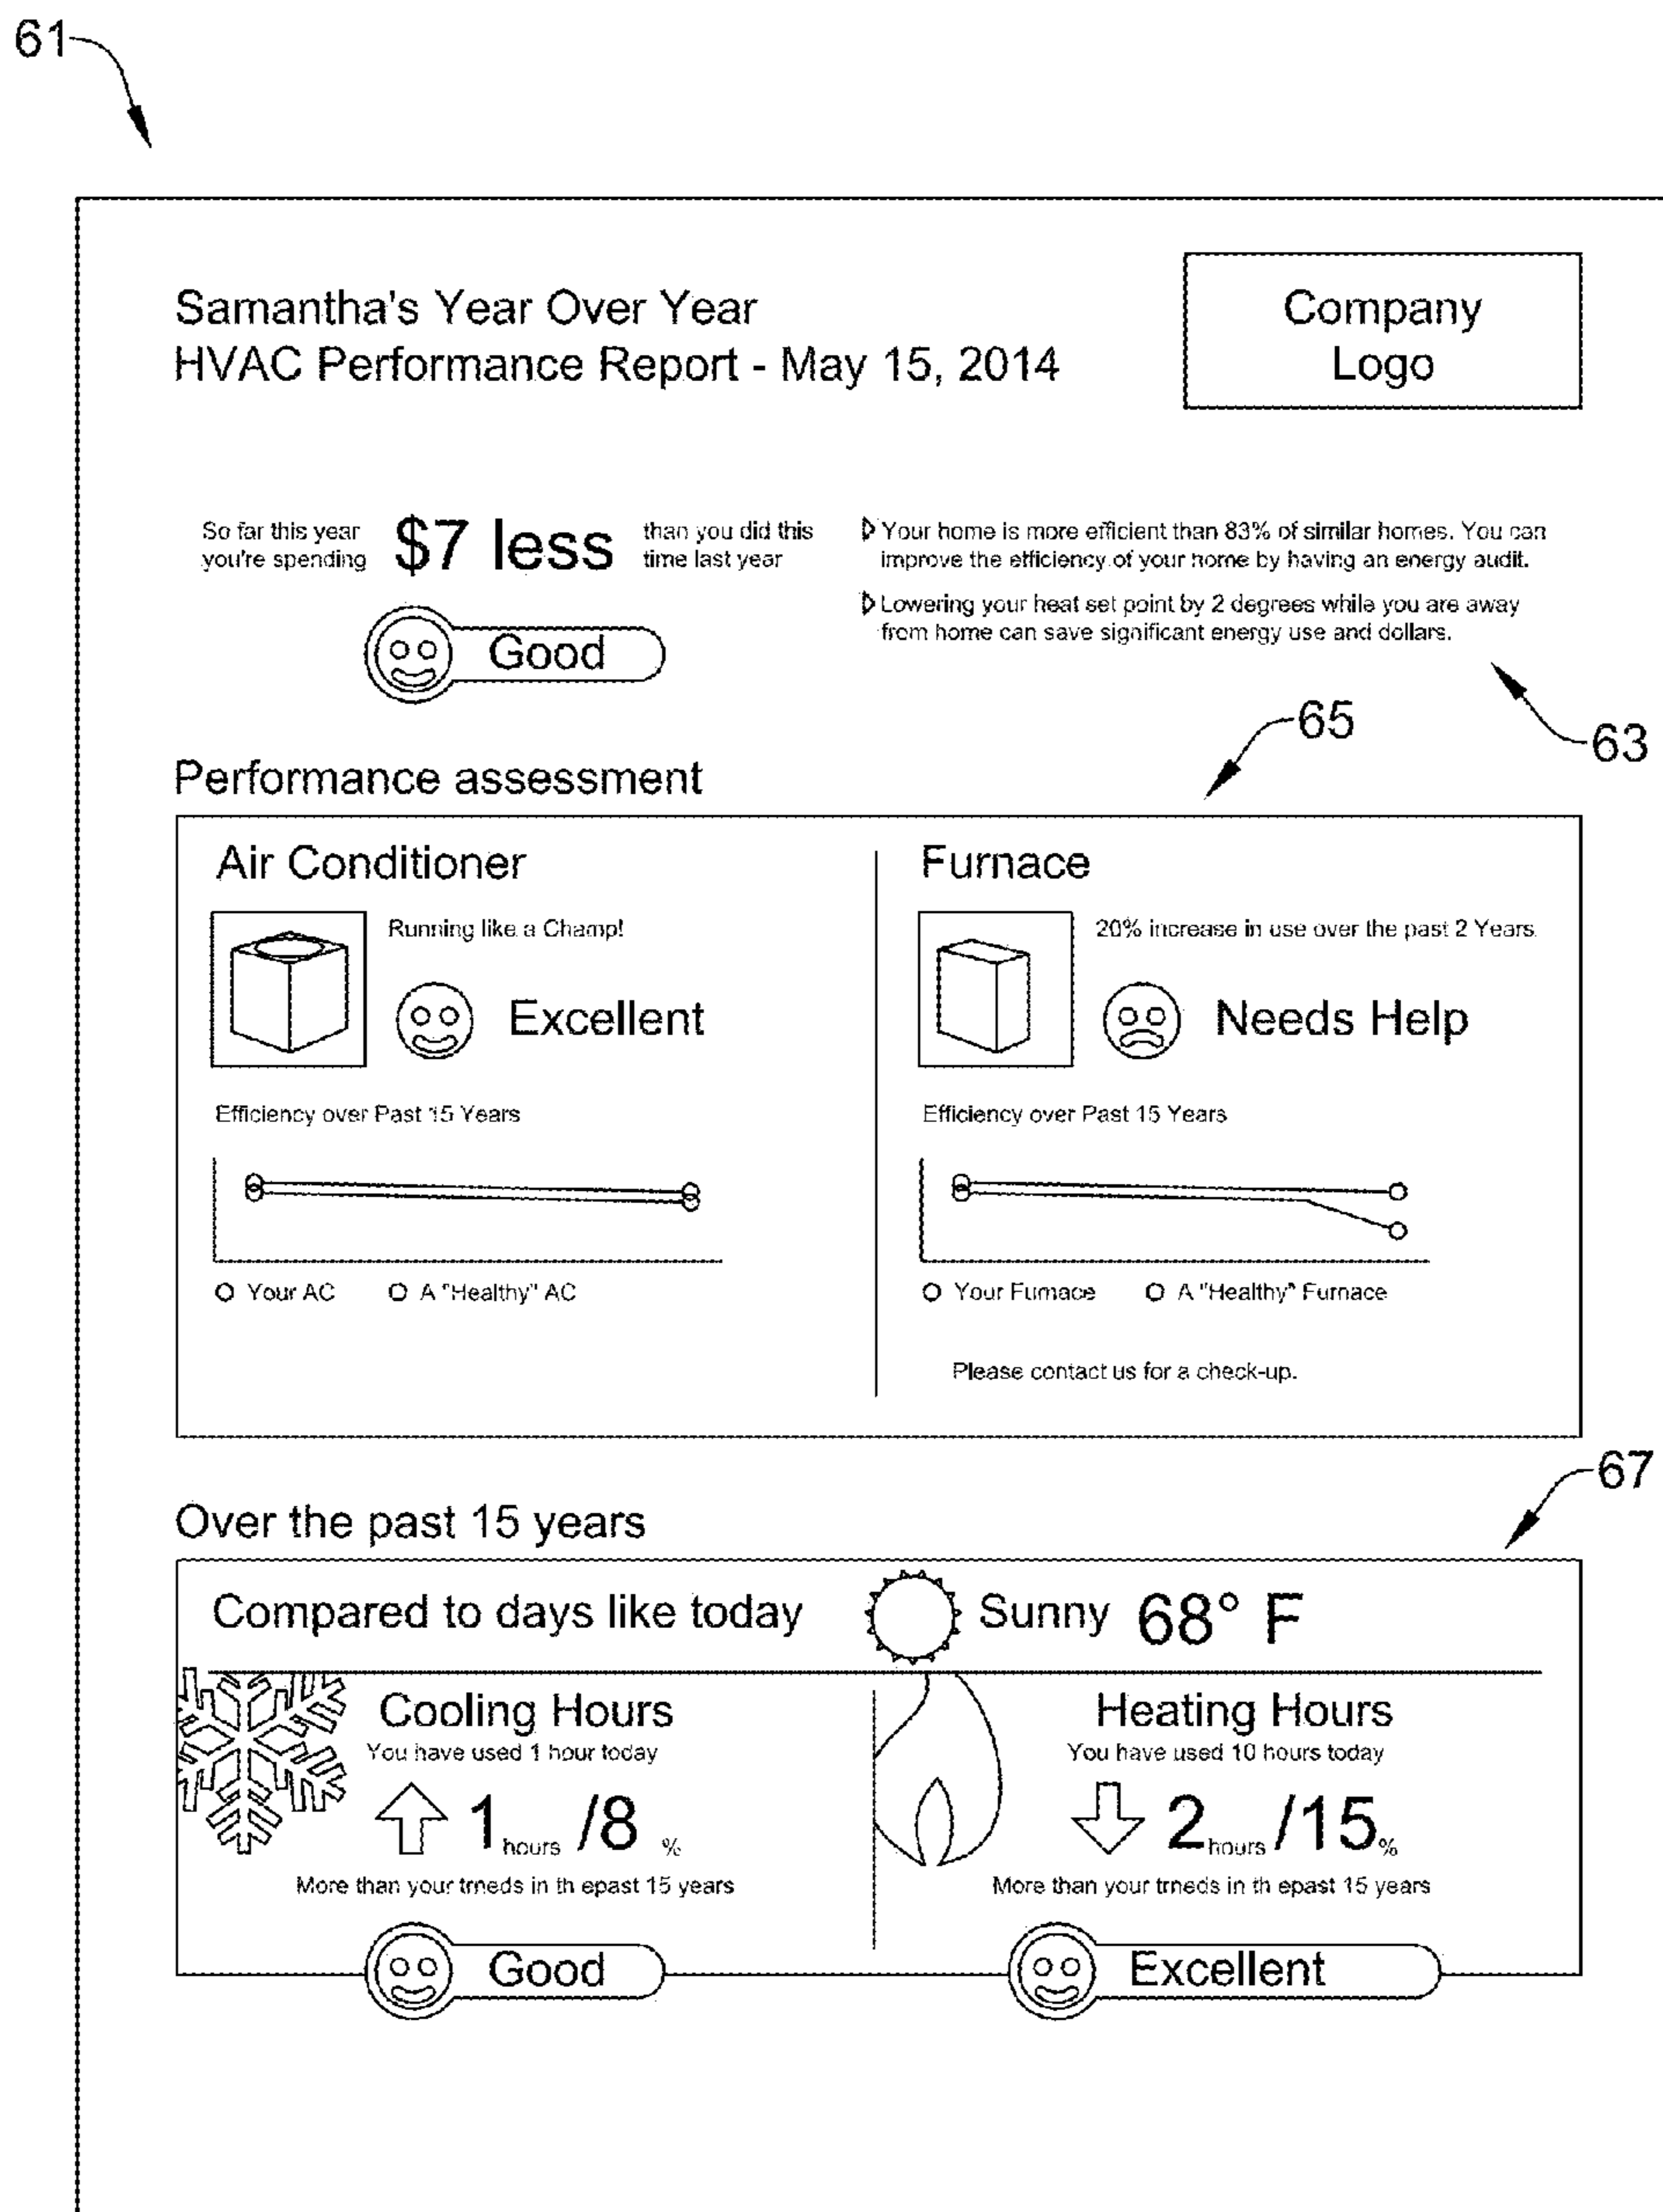 61
Samantha's Year Over Year
HVAC Performance Report - May 15, 2014
Company
Logo
So far this year
you're spending
$7 less
than you did this
time last year
Good
Your home is more efficient than 83% of similar homes. You can
improve the efficiency of your home by having an energy audit.
Lowering your heat set point by 2 degrees while you are away
from home can save significant energy use and dollars.
63
65
Performance assessment
Air Conditioner
Running like a Champ!
Excellent
Efficiency over Past 15 Years
Your AC
A "Healthy" AC
Furnace
20% increase in use over the past 2 Years.
Needs Help
Efficiency over Past 15 Years
Your Furnace
A "Healthy" Furnace
Please contact us for a check-up.
67
Over the past 15 years
Compared to days like today
Sunny 68° F
Cooling Hours
You have used 1 hour today
1 hours /8 %
More than your trneds in th epast 15 years
Good
Heating Hours
You have used 10 hours today
2 hours /15 %
More than your trneds in th epast 15 years
Excellent